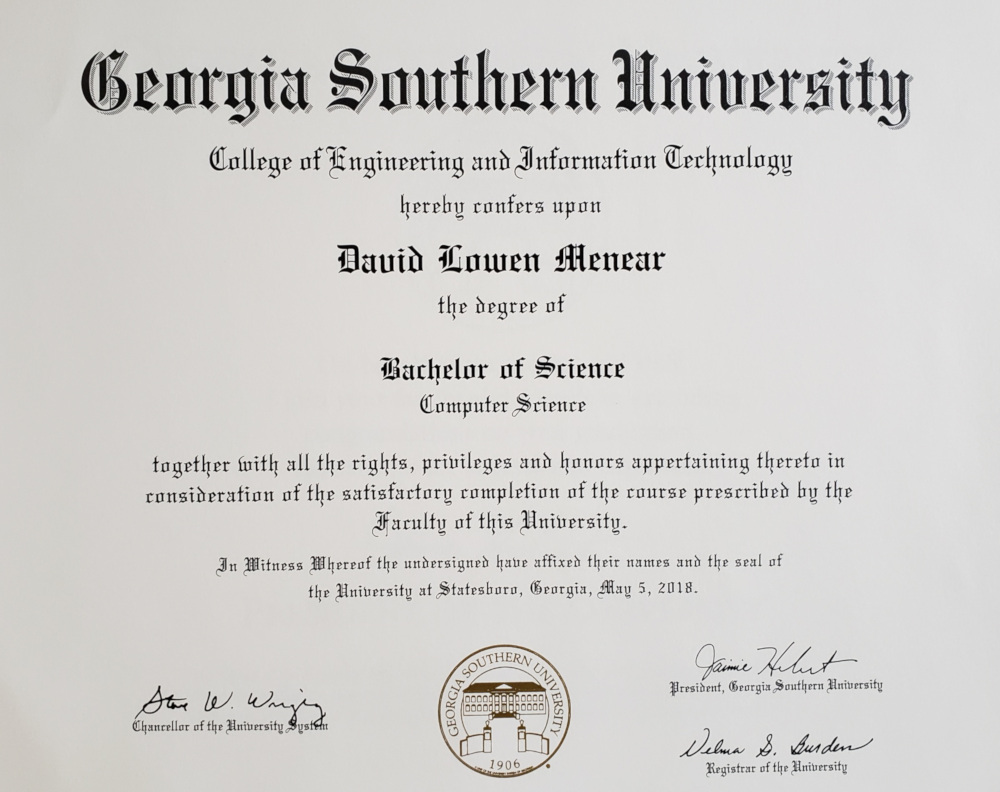 Georgia Southern University
College of Engineering and Information Technology
hereby confers upon
David Lowen Menear
the degree of
Bachelor of Science
Computer Science
together with all the rights, privileges and honors appertaining thereto in
consideration of the satisfactory completion of the course prescribed by the
Faculty of this University.
In Witness Whereof the undersigned have affixed their names and the seal of
the University at Statesboro, Georgia, May 5, 2018.
Steve W. Wrigley
Chancellor of the University System
GEORGIA SOUTHERN UNIVERSITY
1906
Jaimie Hebert
President, Georgia Southern University
Velma S. Burden
Registrar of the University